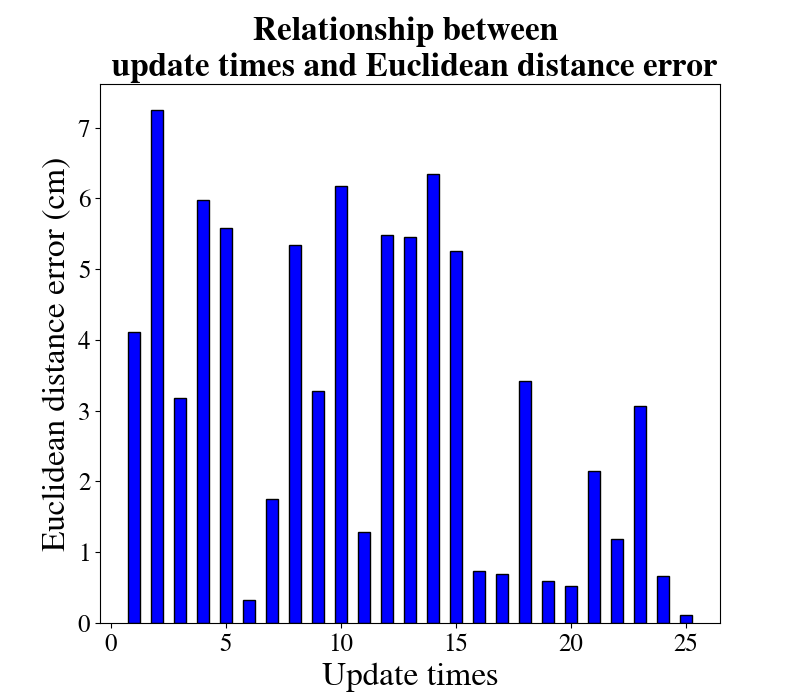 Relationship between
update times and Euclidean distance error
Euclidean distance error (cm)
7
6
5
4
3
2
1
0
0 5 10 15 20 25
Update times